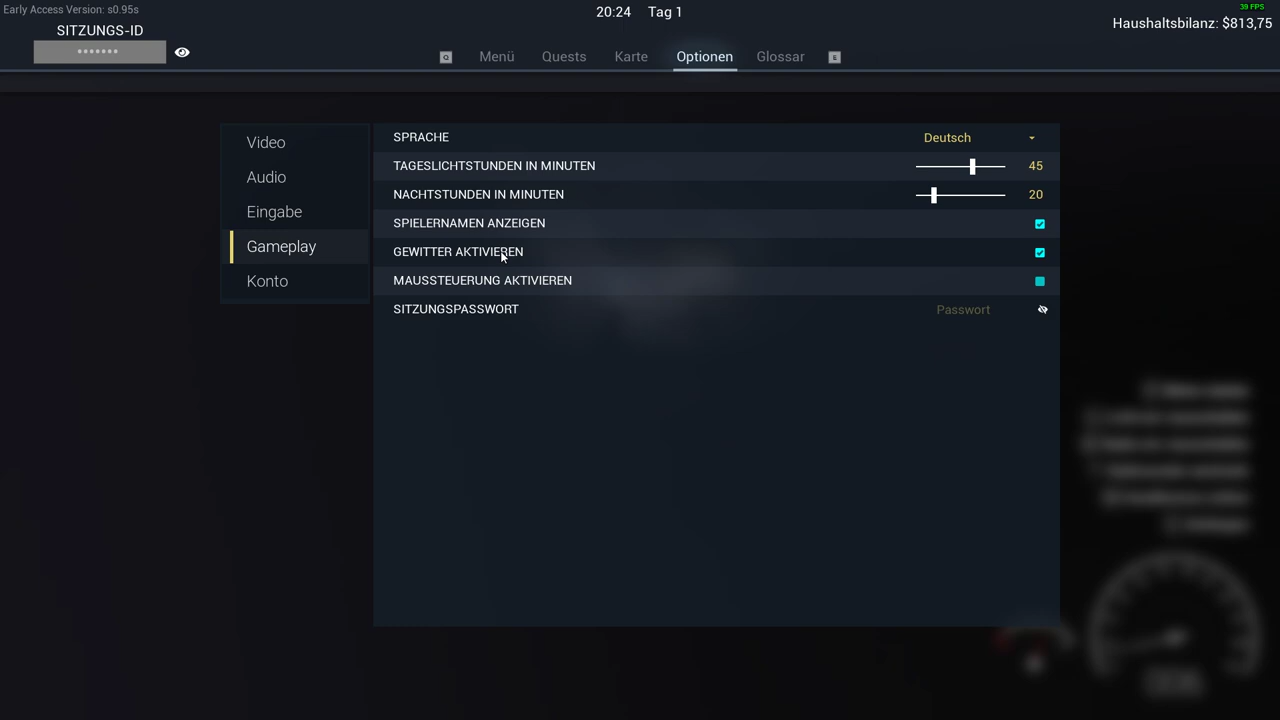 Early Access Version: s0.95s
39 FPS
20:24 Tag 1
Haushaltsbilanz: $813,75
SITZUNGS-ID
•••••••
Q Menü Quests Karte Optionen Glossar E
Video
Audio
Eingabe
Gameplay
Konto
SPRACHE Deutsch
TAGESLICHTSTUNDEN IN MINUTEN 45
NACHTSTUNDEN IN MINUTEN 20
SPIELERNAMEN ANZEIGEN
GEWITTER AKTIVIEREN
MAUSSTEUERUNG AKTIVIEREN
SITZUNGSPASSWORT Passwort